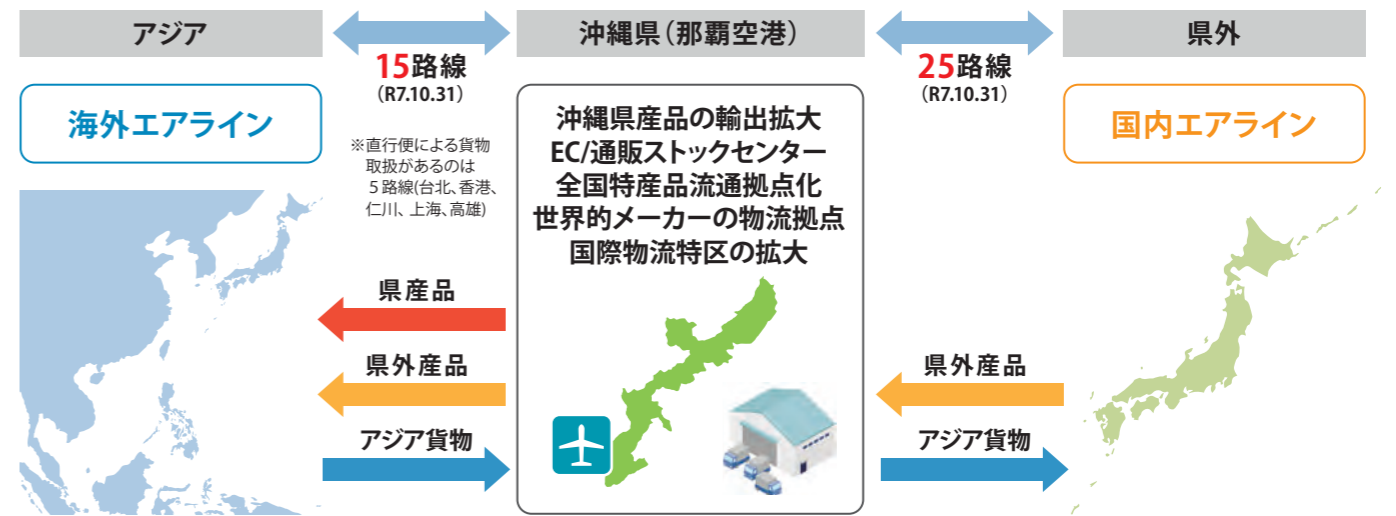 アジア
沖縄県（那覇空港）
県外
15路線
（R7.10.31）
25路線
（R7.10.31）
海外エアライン
※直行便による貨物
取扱があるのは
５路線(台北、香港、
仁川、上海、高雄)
沖縄県産品の輸出拡大
EC/通販ストックセンター
全国特産品流通拠点化
世界的メーカーの物流拠点
国際物流特区の拡大
国内エアライン
県産品
県外産品
アジア貨物
県外産品
アジア貨物